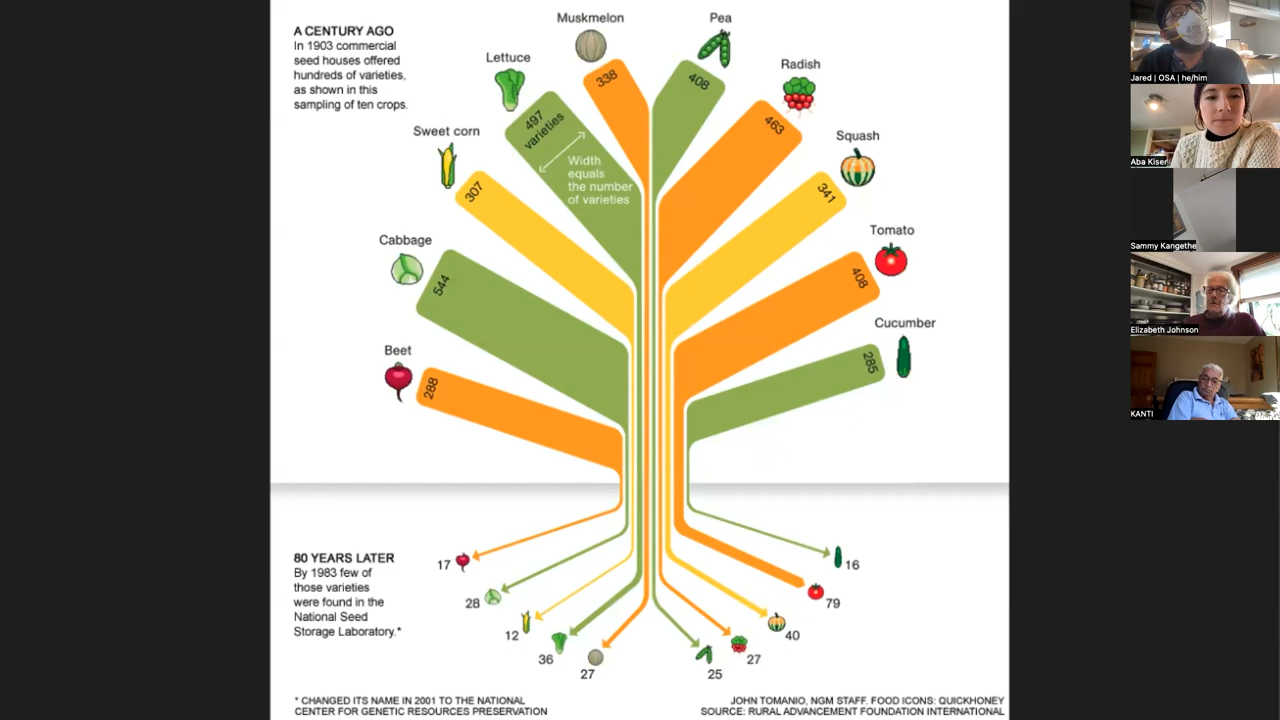 A CENTURY AGO
In 1903 commercial
seed houses offered
hundreds of varieties,
as shown in this
sampling of ten crops.
Muskmelon
338
Pea
408
Lettuce
497
varieties
Width
equals
the number
of varieties
Radish
463
Sweet corn
307
Squash
341
Cabbage
544
Tomato
408
Beet
288
Cucumber
285
80 YEARS LATER
By 1983 few of
those varieties
were found in the
National Seed
Storage Laboratory.*
17
28
12
36
27
25
27
40
79
16
* CHANGED ITS NAME IN 2001 TO THE NATIONAL
CENTER FOR GENETIC RESOURCES PRESERVATION
JOHN TOMANIO, NGM STAFF. FOOD ICONS: QUICKHONEY
SOURCE: RURAL ADVANCEMENT FOUNDATION INTERNATIONAL
Jared | OSA | he/him
Aba Kiser
Sammy Kangethe
Elizabeth Johnson
KANTI